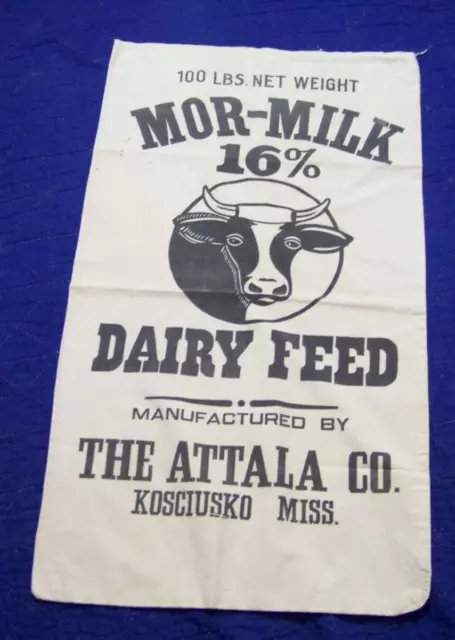 100 LBS. NET WEIGHT
MOR-MILK
16%
DAIRY FEED
MANUFACTURED BY
THE ATTALA CO.
KOSCIUSKO MISS.